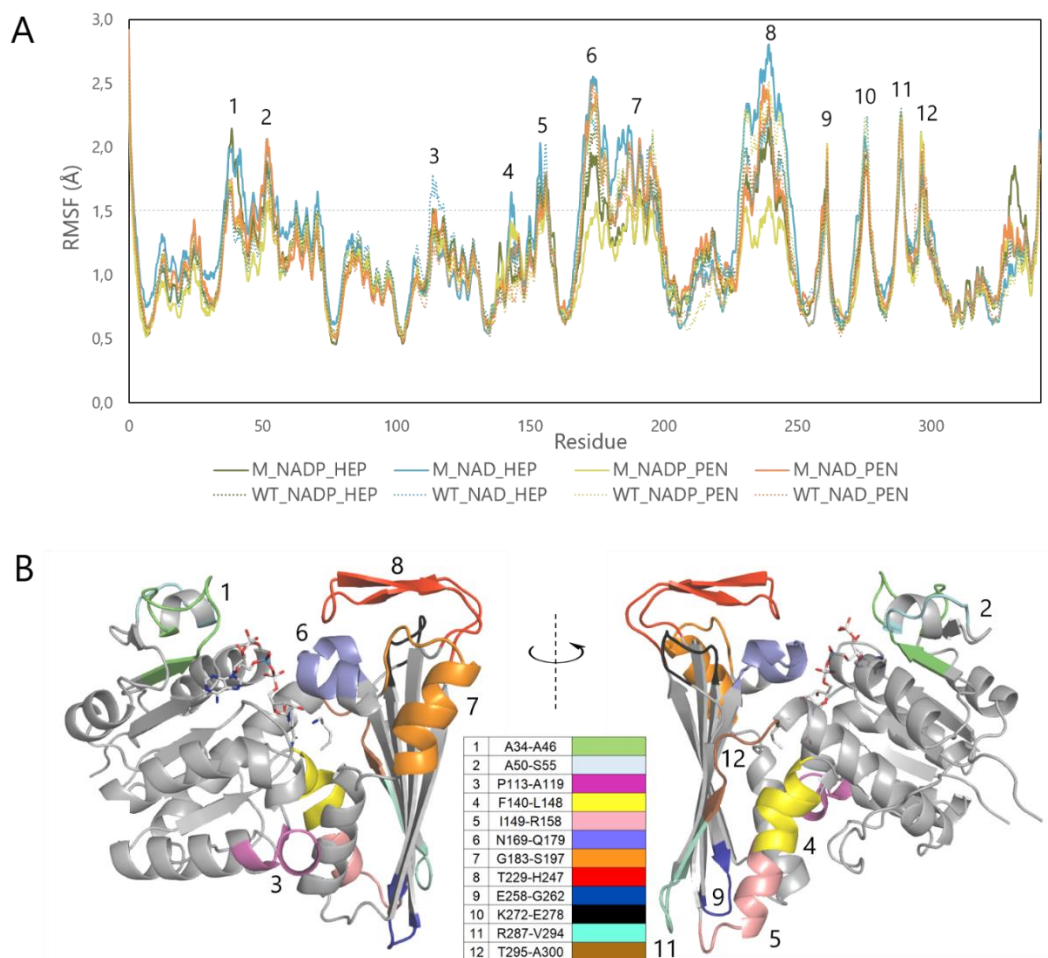 A
3,0
2,5
2,0
1,5
1,0
0,5
0,0
RMSF (Å)
1
2
3
4
5
6
7
8
9
10
11
12
0
50
100
150
200
250
300
Residue
M_NADP_HEP M_NAD_HEP M_NADP_PEN M_NAD_PEN
WT_NADP_HEP WT_NAD_HEP WT_NADP_PEN WT_NAD_PEN
B
1
8
6
7
3
2
12
4
9
5
11
1 A34-A46
2 A50-S55
3 P113-A119
4 F140-L148
5 I149-R158
6 N169-Q179
7 G183-S197
8 T229-H247
9 E258-G262
10 K272-E278
11 R287-V294
12 T295-A300